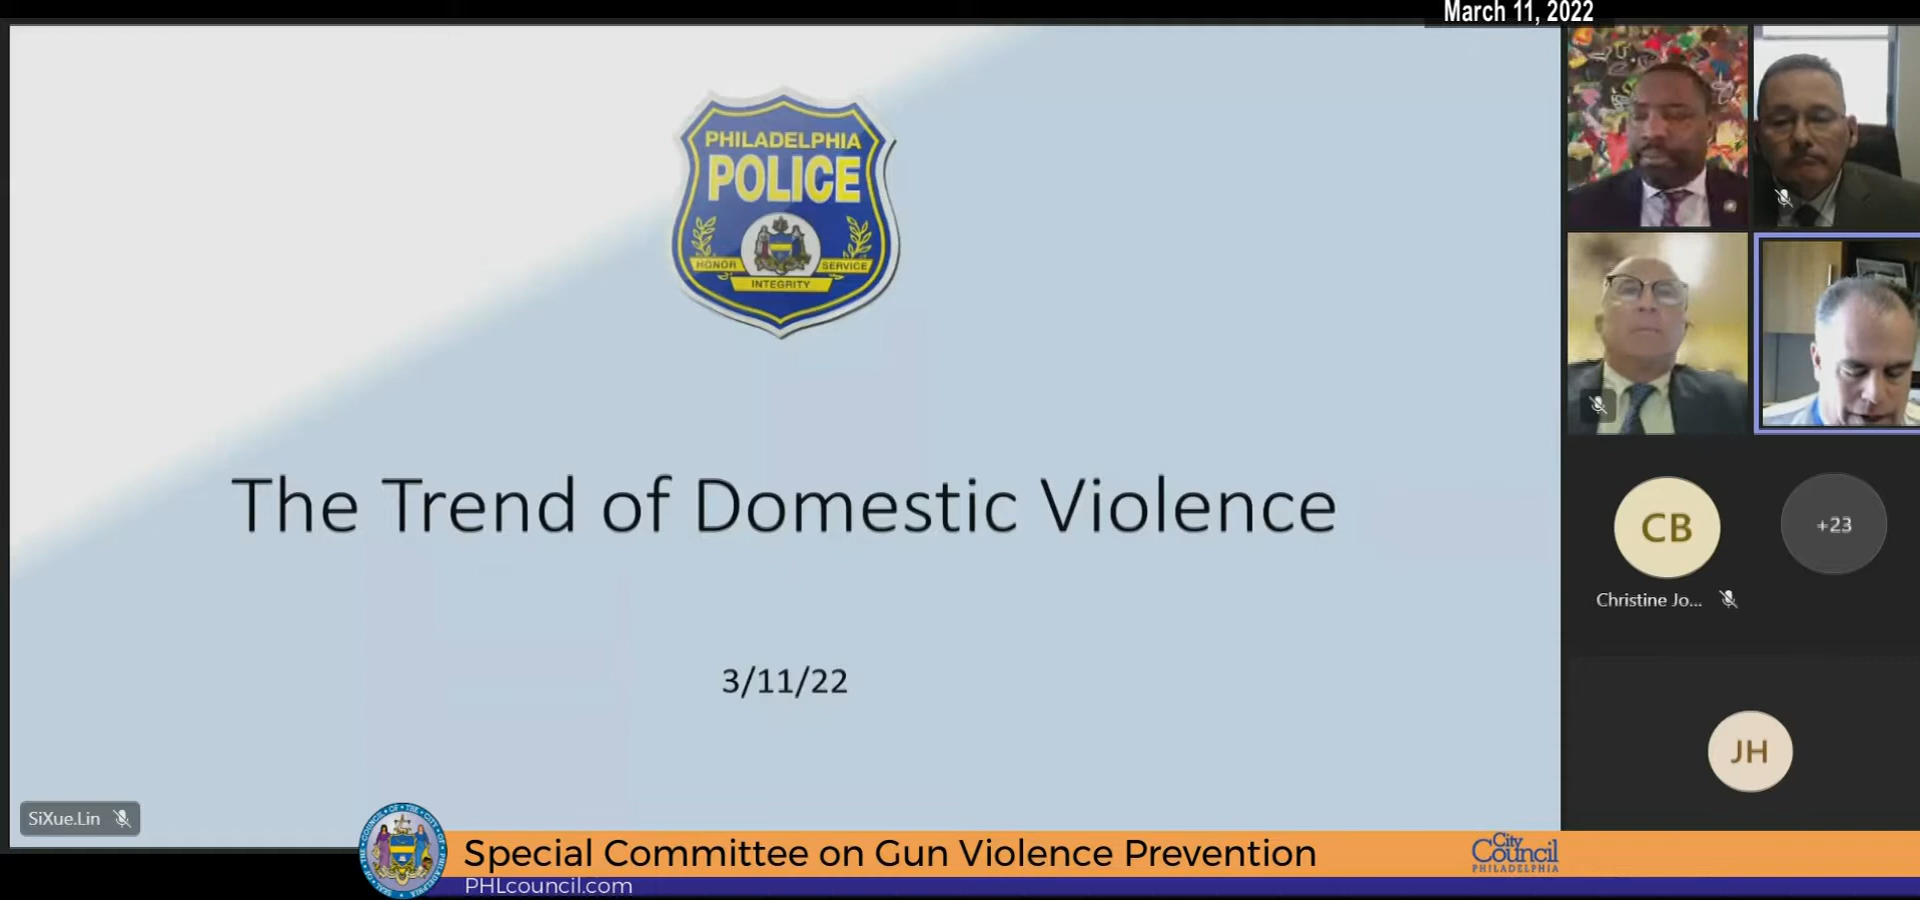 March 11, 2022
PHILADELPHIA
POLICE
HONOR
SERVICE
INTEGRITY
The Trend of Domestic Violence
3/11/22
SiXue.Lin
CB
+23
Christine Jo...
JH
Special Committee on Gun Violence Prevention
PHLcouncil.com
City
Council
PHILADELPHIA